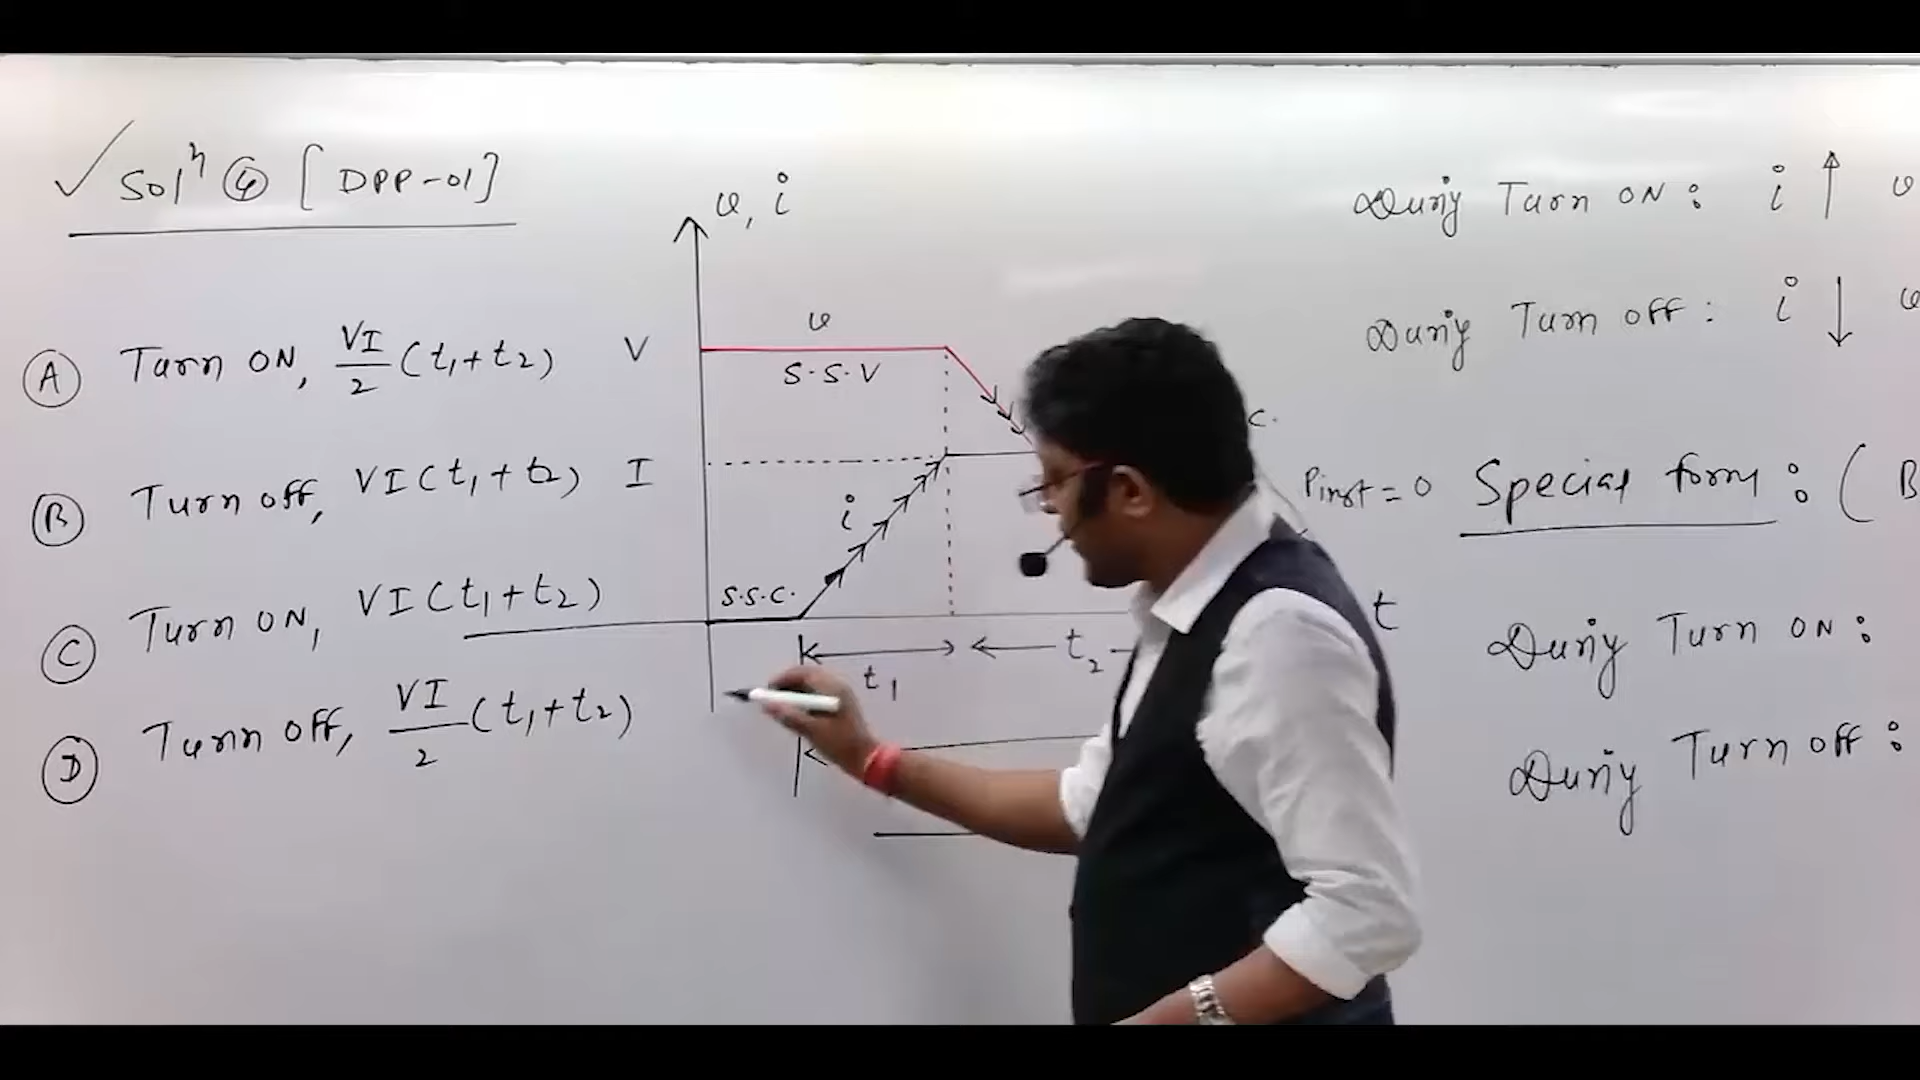 ✓ Solⁿ ④ [DPP-01]
Ⓐ Turn ON, VI/2 (t₁+t₂)
Ⓑ Turn off, VI(t₁+t₂)
Ⓒ Turn ON, VI(t₁+t₂)
Ⓓ Turn off, VI/2 (t₁+t₂)
v, i
V
v
S.S.V
I
i
S.S.C.
t₁
t₂
t
C.
Pinst = 0
During Turn ON : i ↑ v
During Turn off : i ↓ v
Special form : ( B
During Turn ON :
During Turn off :